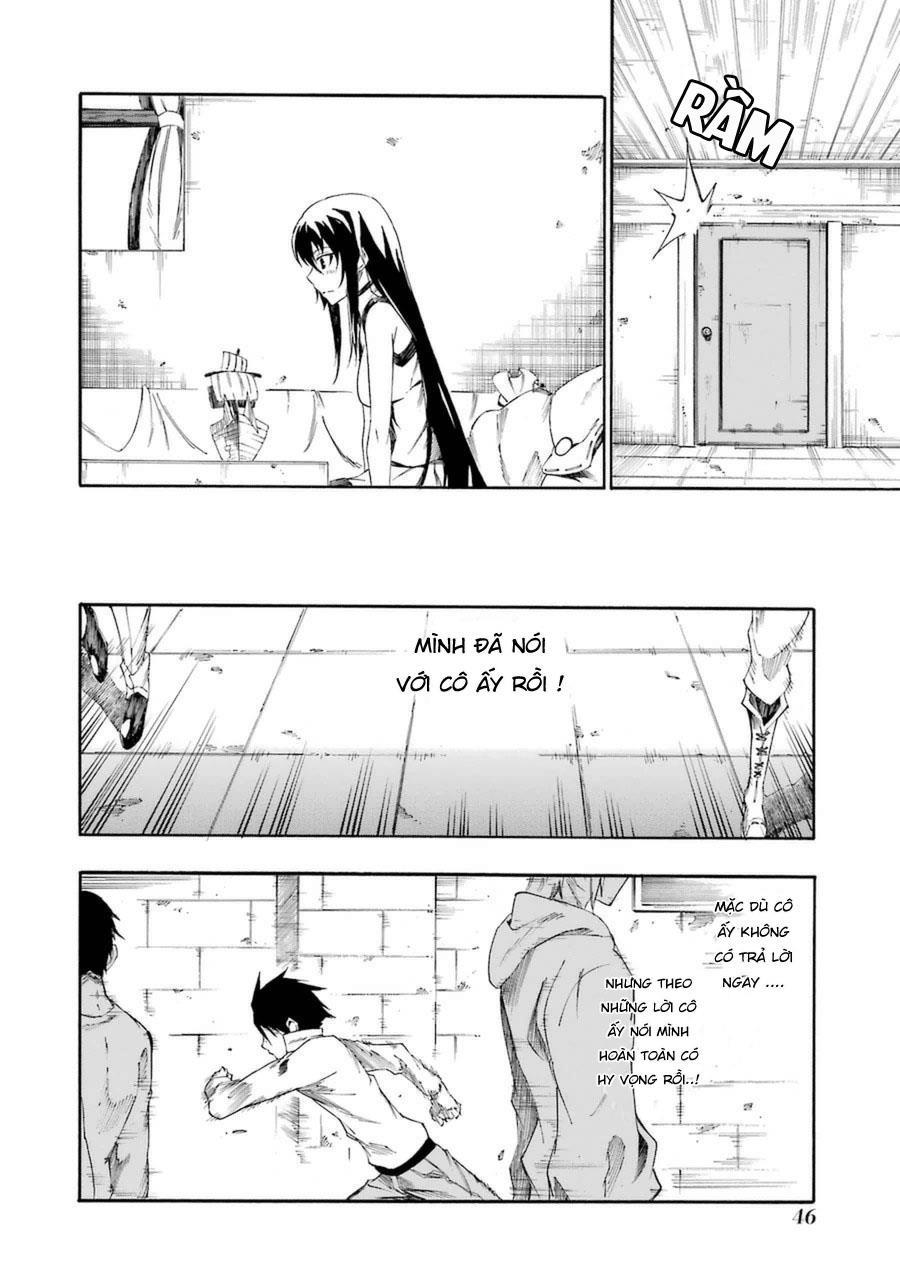 RẦM
MÌNH ĐÃ NÓI
VỚI CÔ ẤY RỒI !
MẶC DÙ CÔ
ẤY KHÔNG
CÓ TRẢ LỜI
NGAY ....
NHƯNG THEO
NHỮNG LỜI CÔ
ẤY NÓI MÌNH
HOÀN TOÀN CÓ
HY VỌNG RỒI..!
46